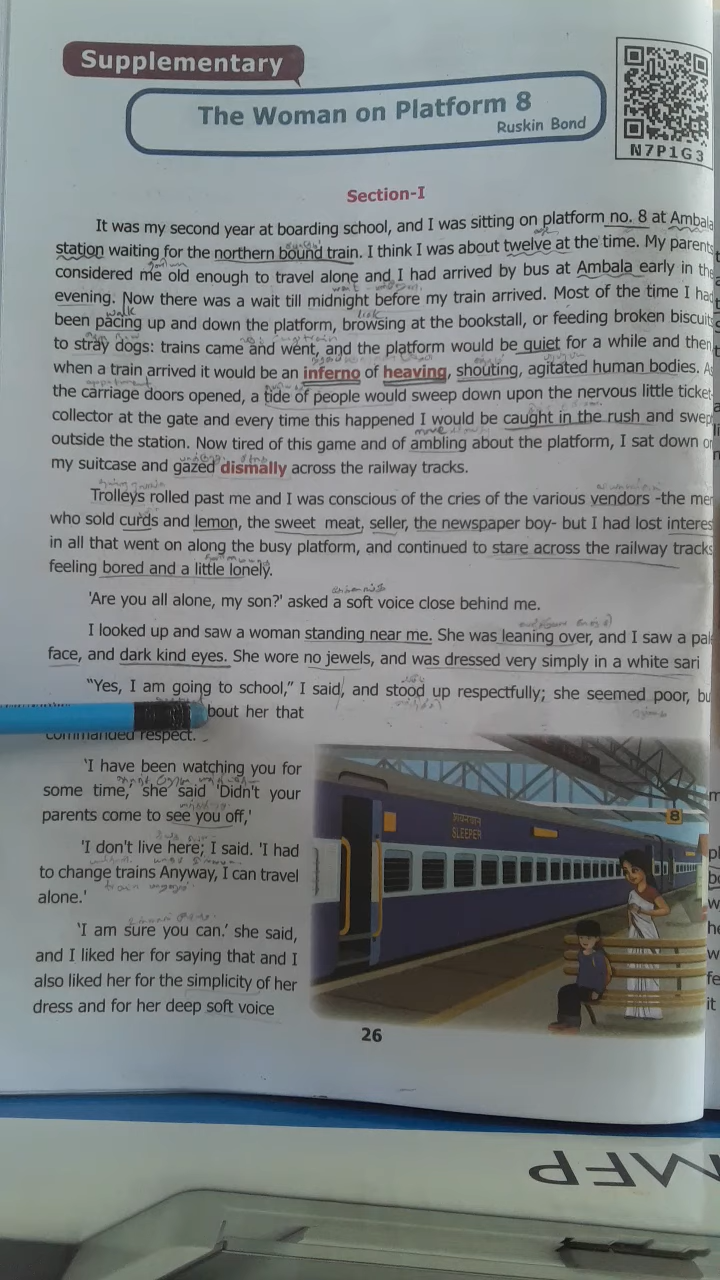 Supplementary
The Woman on Platform 8
Ruskin Bond
N7P1G3
Section-I
It was my second year at boarding school, and I was sitting on platform no. 8 at Ambala
station waiting for the northern bound train. I think I was about twelve at the time. My parents
considered me old enough to travel alone and I had arrived by bus at Ambala early in the
evening. Now there was a wait till midnight before my train arrived. Most of the time I had
been pacing up and down the platform, browsing at the bookstall, or feeding broken biscuits
to stray dogs: trains came and went, and the platform would be quiet for a while and then,
when a train arrived it would be an inferno of heaving, shouting, agitated human bodies. As
the carriage doors opened, a tide of people would sweep down upon the nervous little ticket-
collector at the gate and every time this happened I would be caught in the rush and swep
outside the station. Now tired of this game and of ambling about the platform, I sat down on
my suitcase and gazed dismally across the railway tracks.
Trolleys rolled past me and I was conscious of the cries of the various vendors -the me
who sold curds and lemon, the sweet meat, seller, the newspaper boy- but I had lost interes
in all that went on along the busy platform, and continued to stare across the railway tracks
feeling bored and a little lonely.
'Are you all alone, my son?' asked a soft voice close behind me.
I looked up and saw a woman standing near me. She was leaning over, and I saw a pale
face, and dark kind eyes. She wore no jewels, and was dressed very simply in a white sari
"Yes, I am going to school," I said, and stood up respectfully; she seemed poor, bu
bout her that
commanded respect.
'I have been watching you for
some time,' she said 'Didn't your
parents come to see you off,'
'I don't live here; I said. 'I had
to change trains Anyway, I can travel
alone.'
'I am sure you can.' she said,
and I liked her for saying that and I
also liked her for the simplicity of her
dress and for her deep soft voice
SLEEPER
8
26
MFP